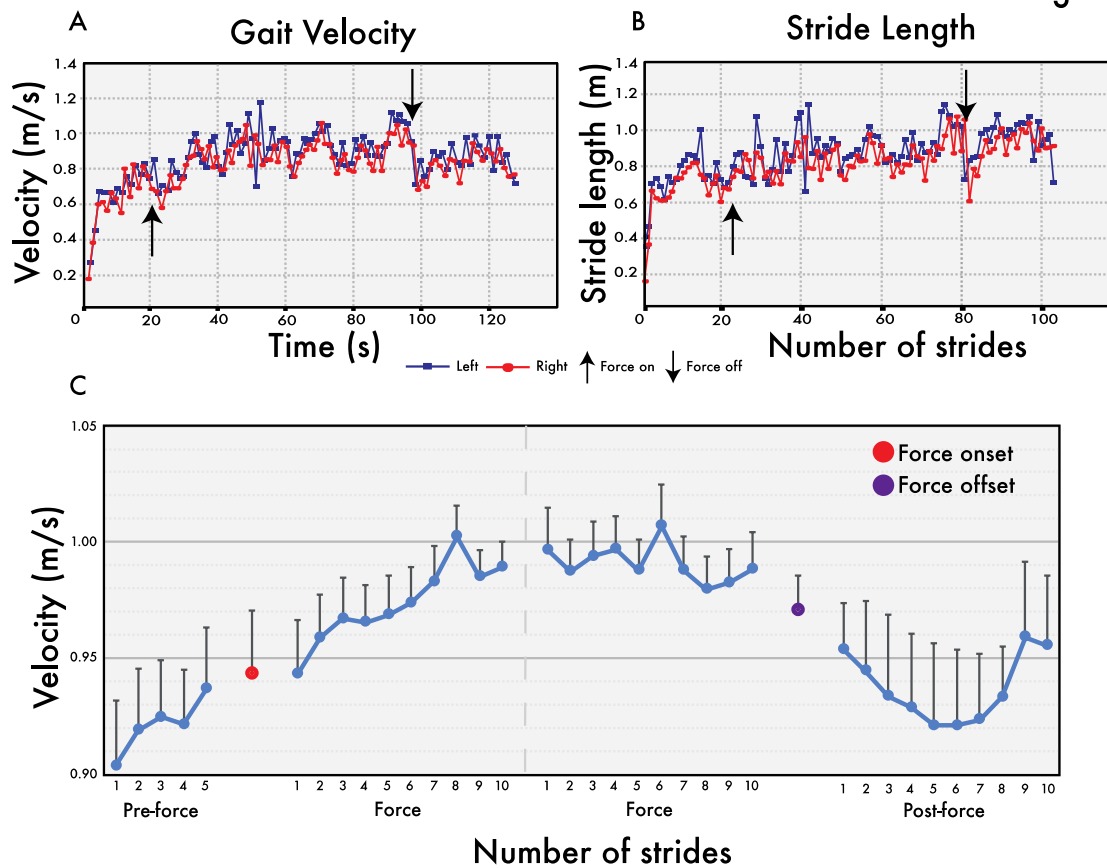 A
Gait Velocity
Velocity (m/s)
1.4
1.2
1.0
0.8
0.6
0.4
0.2
0 20 40 60 80 100 120
Time (s)
B
Stride Length
Stride length (m)
1.4
1.2
1.0
0.8
0.6
0.4
0.2
0 20 40 60 80 100
Number of strides
Left Right Force on Force off
C
Velocity (m/s)
1.05
1.00
0.95
0.90
Force onset
Force offset
1 2 3 4 5 1 2 3 4 5 6 7 8 9 10 1 2 3 4 5 6 7 8 9 10 1 2 3 4 5 6 7 8 9 10
Pre-force Force Force Post-force
Number of strides